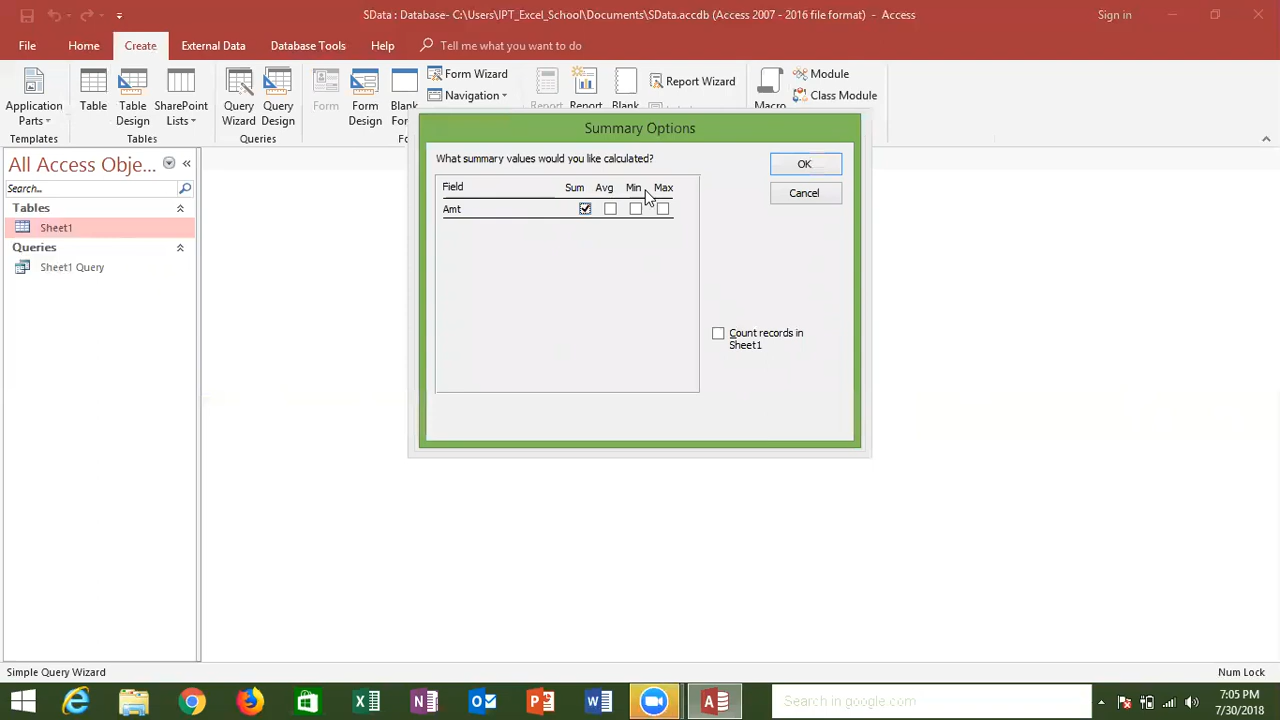 SData : Database- C:\Users\IPT_Excel_School\Documents\SData.accdb (Access 2007 - 2016 file format) - Access
Sign in
File
Home
Create
External Data
Database Tools
Help
Tell me what you want to do
Application
Parts
Templates
Table
Table
Design
SharePoint
Lists
Tables
Query
Wizard
Query
Design
Queries
Form
Form
Design
Blank
Fo
Form Wizard
Navigation
Fo
Report
Report
Blank
Report Wizard
Macro
Module
Class Module
All Access Obje...
Search...
Tables
Sheet1
Queries
Sheet1 Query
Summary Options
What summary values would you like calculated?
Field Sum Avg Min Max
Amt
OK
Cancel
Count records in
Sheet1
Simple Query Wizard
Num Lock
Search in google.com
7:05 PM
7/30/2018